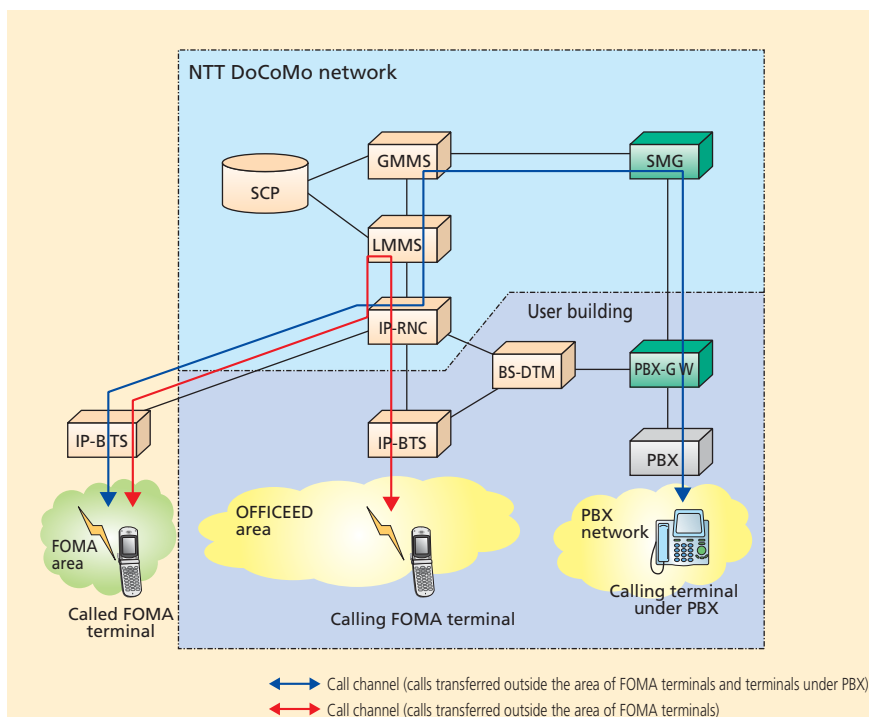 NTT DoCoMo network
GMMS
SMG
SCP
LMMS
User building
IP-RNC
BS-DTM
PBX-GW
IP-BTS
IP-BTS
PBX
OFFICEED
area
PBX
network
FOMA
area
Called FOMA
terminal
Calling FOMA terminal
Calling terminal
under PBX
Call channel (calls transferred outside the area of FOMA terminals and terminals under PBX)
Call channel (calls transferred outside the area of FOMA terminals)